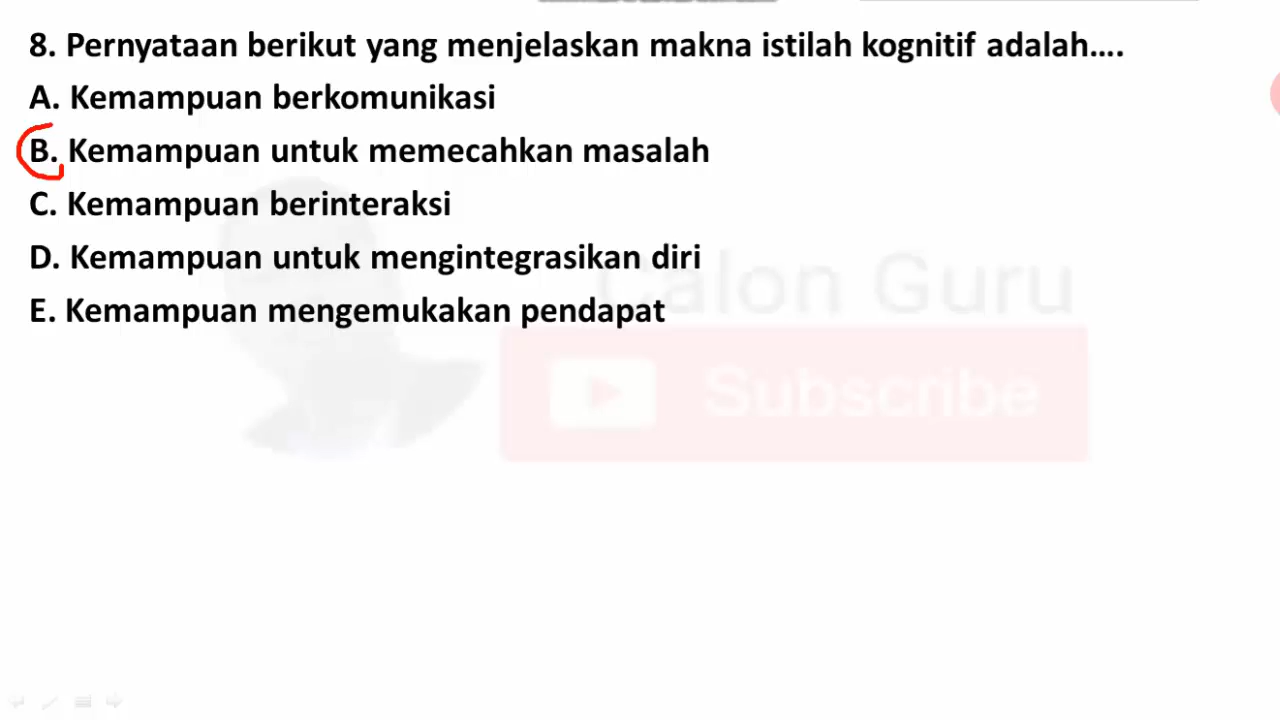 8. Pernyataan berikut yang menjelaskan makna istilah kognitif adalah....
A. Kemampuan berkomunikasi
B. Kemampuan untuk memecahkan masalah
C. Kemampuan berinteraksi
D. Kemampuan untuk mengintegrasikan diri
E. Kemampuan mengemukakan pendapat
Calon Guru
Subscribe